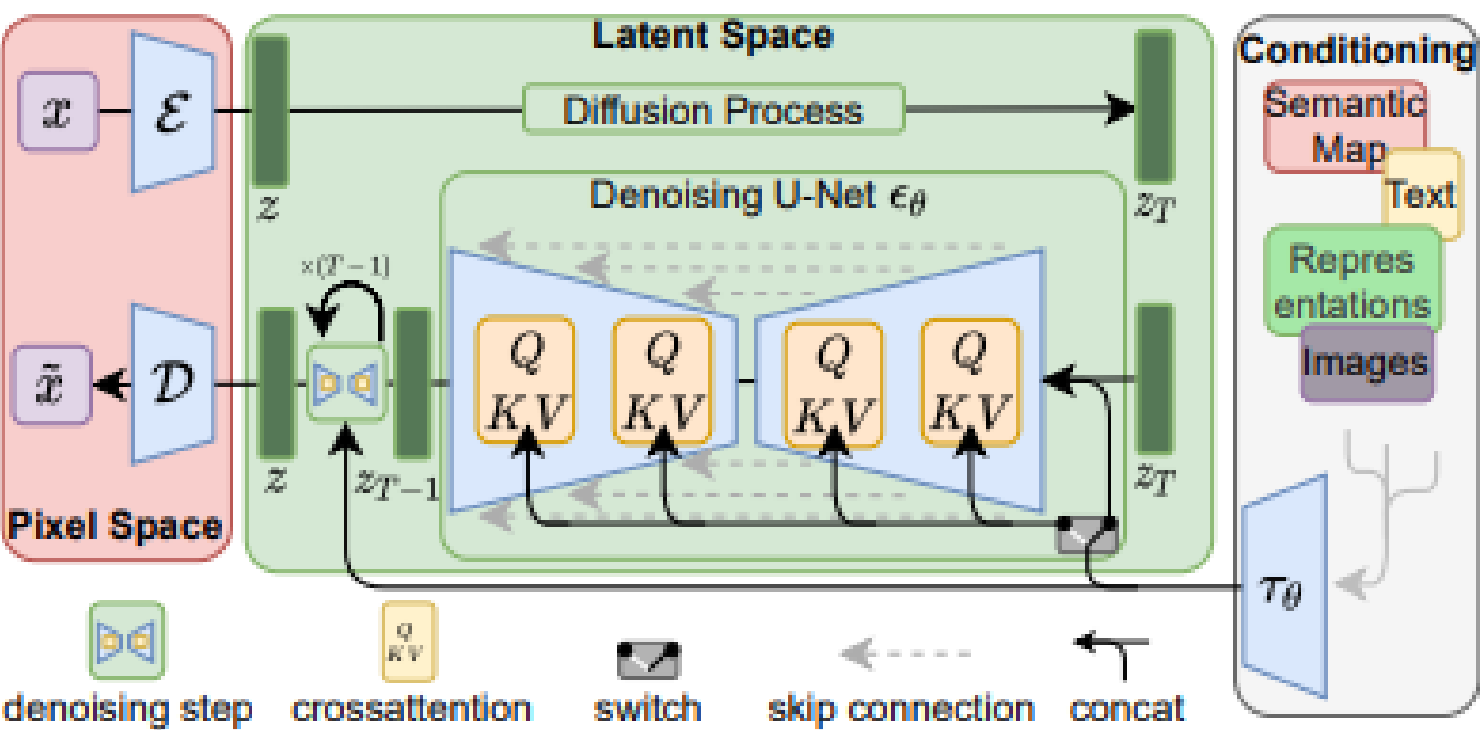 Latent Space
Conditioning
x
ℰ
Diffusion Process
Semantic
Map
Text
z
Denoising U-Net ϵθ
zT
Repres
entations
×(T−1)
Images
x̃
𝒟
Q
KV
Q
KV
Q
KV
Q
KV
z
zT−1
zT
Pixel Space
τθ
Q
KV
denoising step
crossattention
switch
skip connection
concat